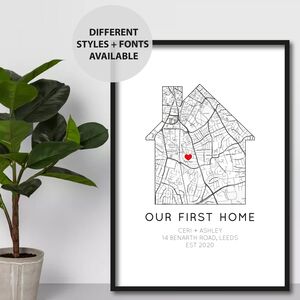 DIFFERENT
STYLES + FONTS
AVAILABLE
OUR FIRST HOME
CERI + ASHLEY
14 BENARTH ROAD, LEEDS
EST 2020